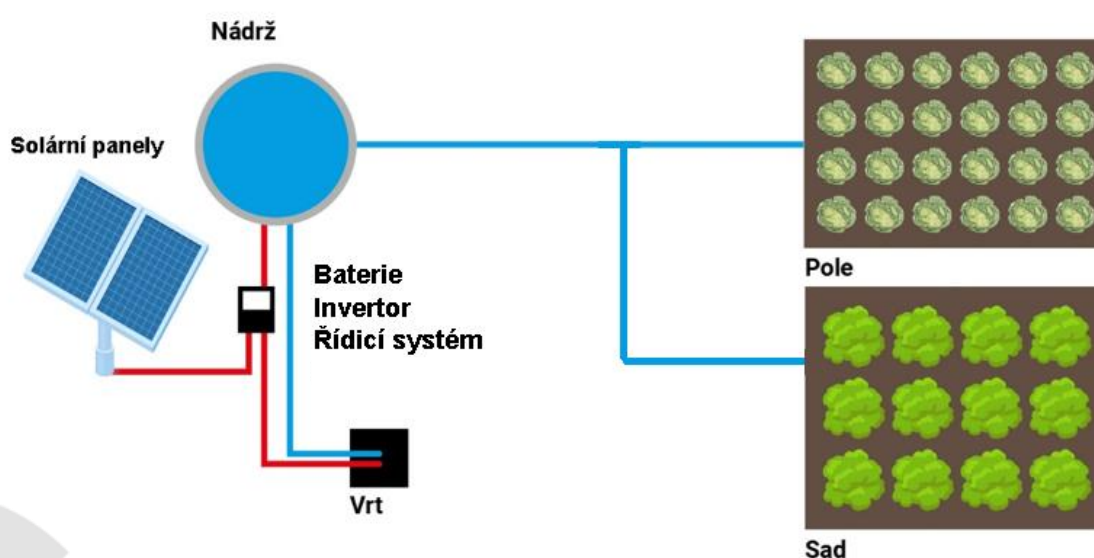 Nádrž
Solární panely
Baterie
Invertor
Řídicí systém
Pole
Vrt
Sad